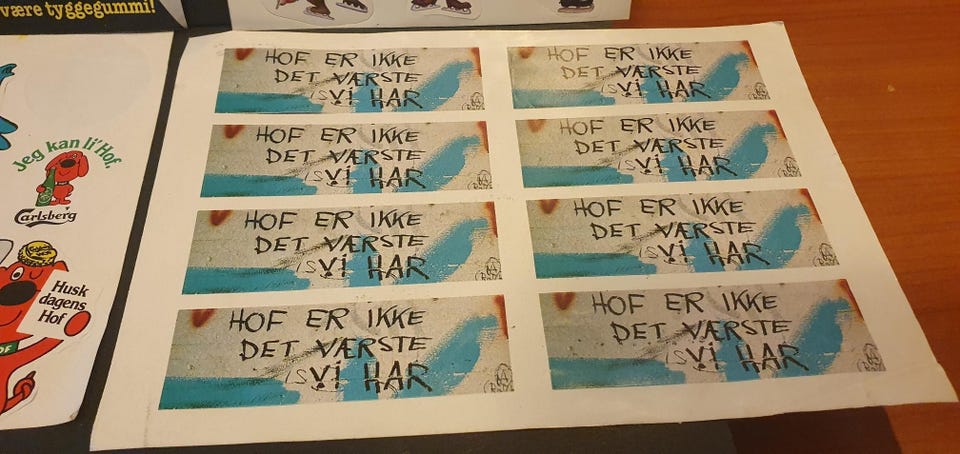 være tyggegummi!
Jeg kan li' Hof.
Carlsberg
Husk
dagens
Hof
HOF ER IKKE
DET VÆRSTE
(S)Vi HAR
HOF ER IKKE
DET VÆRSTE
(S)Vi HAR
HOF ER IKKE
DET VÆRSTE
(S)Vi HAR
HOF ER IKKE
DET VÆRSTE
(S)Vi HAR
HOF ER IKKE
DET VÆRSTE
(S)Vi HAR
HOF ER IKKE
DET VÆRSTE
(S)Vi HAR
HOF ER IKKE
DET VÆRSTE
(S)Vi HAR
HOF ER IKKE
DET VÆRSTE
(S)Vi HAR